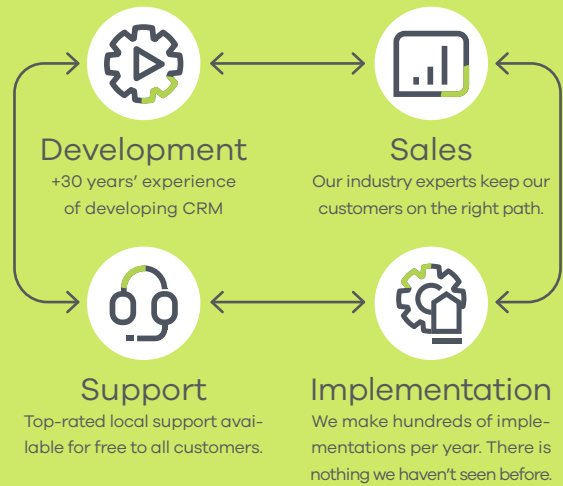 Development
+30 years’ experience
of developing CRM
Sales
Our industry experts keep our
customers on the right path.
Support
Top-rated local support avai-
lable for free to all customers.
Implementation
We make hundreds of imple-
mentations per year. There is
nothing we haven’t seen before.